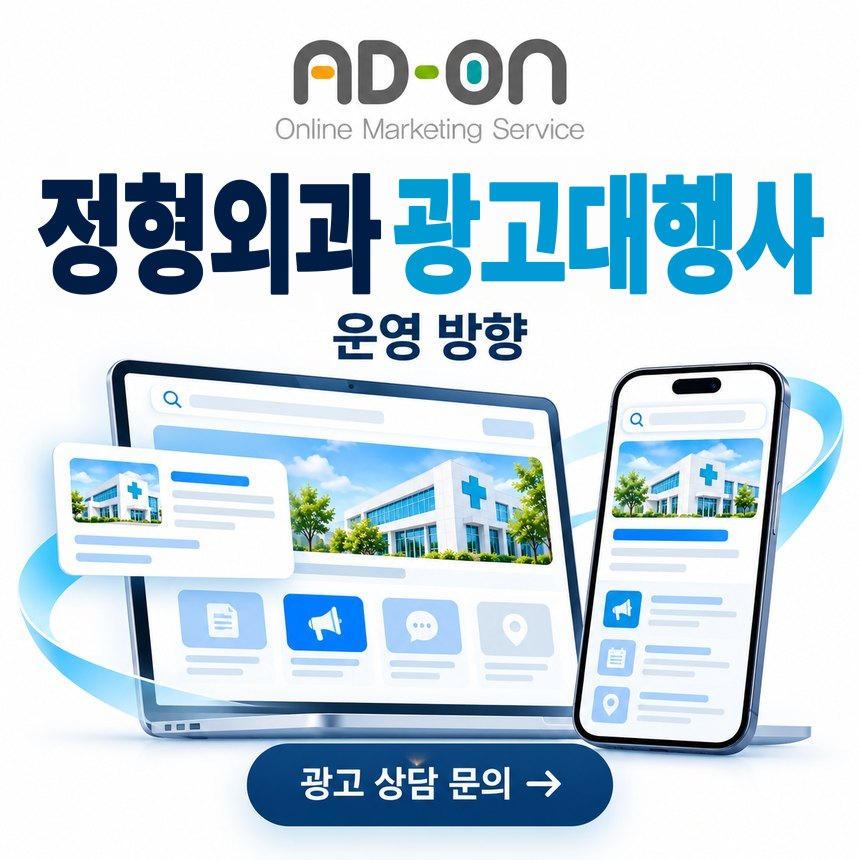 AD-ON
Online Marketing Service
정형외과 광고대행사
운영 방향
광고 상담 문의 →